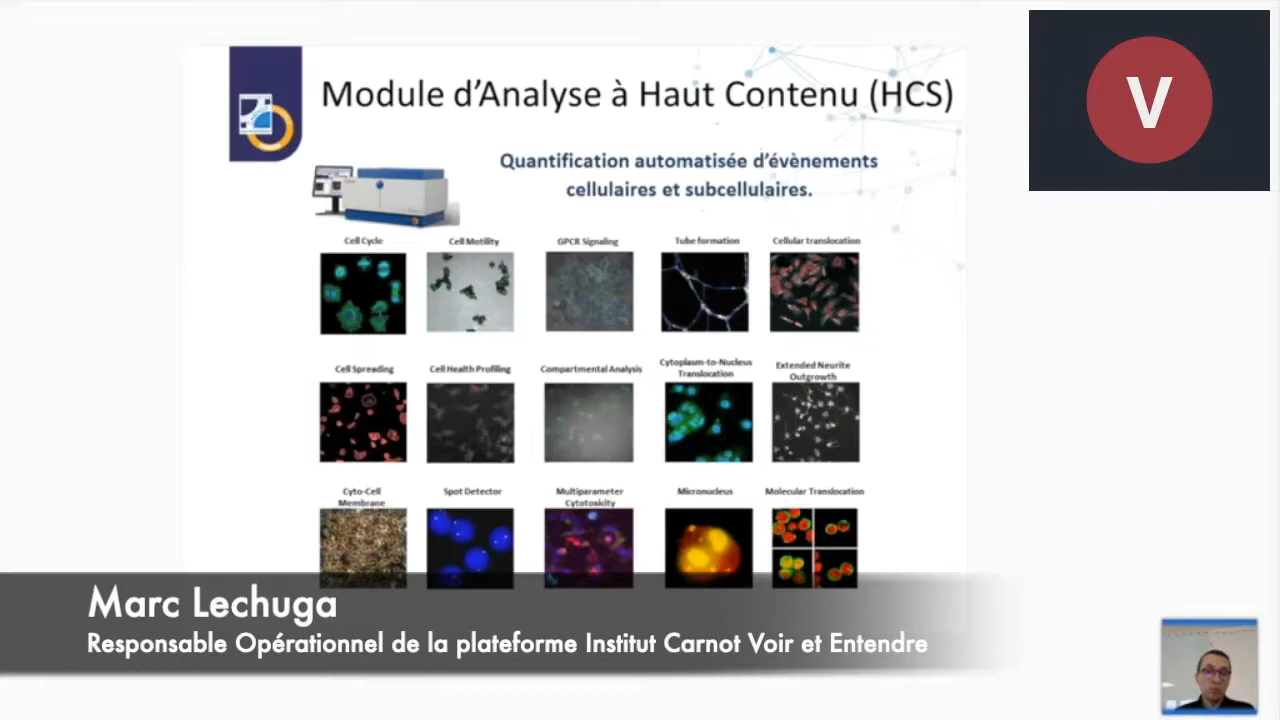 Module d'Analyse à Haut Contenu (HCS)
V
Quantification automatisée d'évènements
cellulaires et subcellulaires.
Cell Cycle
Cell Motility
GPCR Signaling
Tube formation
Cellular translocation
Cell Spreading
Cell Health Profiling
Compartmental Analysis
Cytoplasm-to-Nucleus
Translocation
Extended Neurite
Outgrowth
Cyto-Cell
Membrane
Spot Detector
Multiparameter
Cytotoxicity
Micronucleus
Molecular Translocation
Marc Lechuga
Responsable Opérationnel de la plateforme Institut Carnot Voir et Entendre